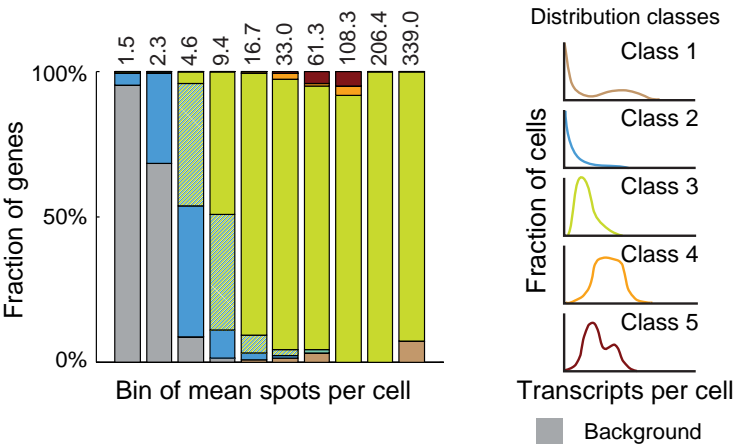 1.5
2.3
4.6
9.4
16.7
33.0
61.3
108.3
206.4
339.0
100%
50%
0%
Fraction of genes
Bin of mean spots per cell
Distribution classes
Class 1
Class 2
Class 3
Class 4
Class 5
Fraction of cells
Transcripts per cell
Background